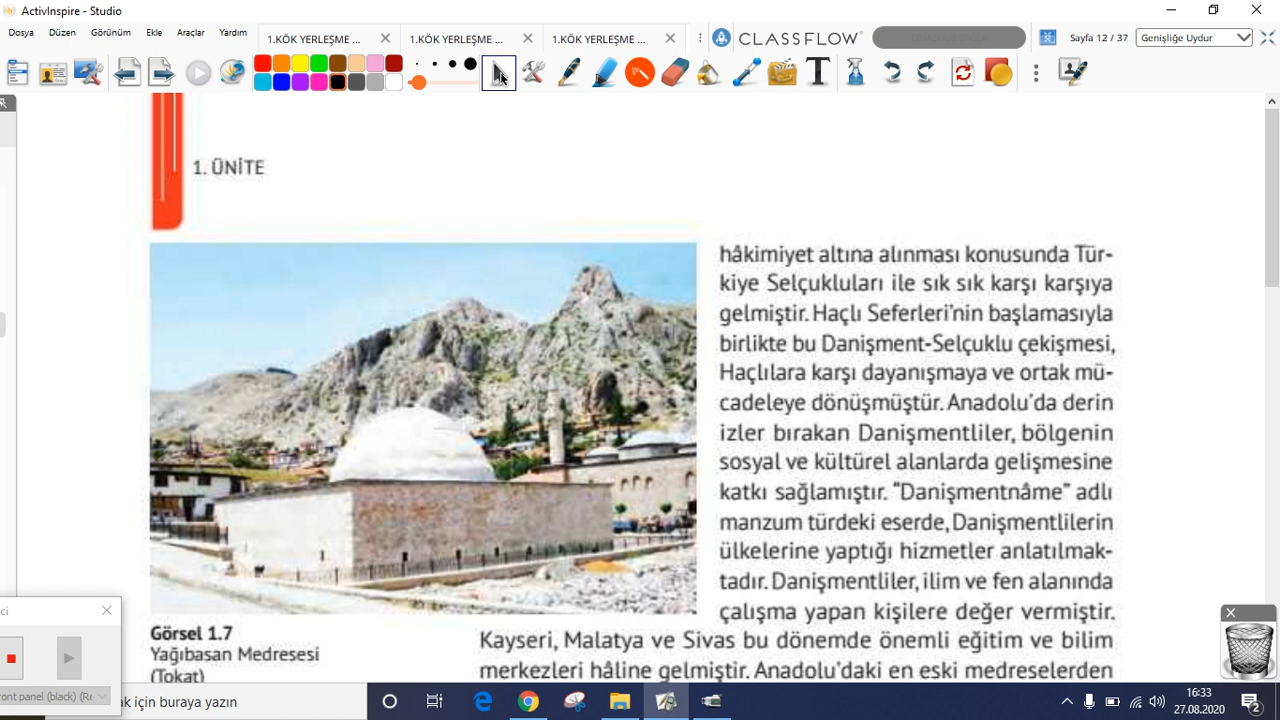 ActivInspire - Studio
Dosya Düzen Görünüm Ekle Araçlar Yardım
1.KÖK YERLEŞME ... 1.KÖK YERLEŞME ... 1.KÖK YERLEŞME ...
CLASSFLOW
Sayfa 12 / 37
Genişliğe Uydur
1. ÜNİTE
hâkimiyet altına alınması konusunda Tür-
kiye Selçukluları ile sık sık karşı karşıya
gelmiştir. Haçlı Seferleri’nin başlamasıyla
birlikte bu Danişment-Selçuklu çekişmesi,
Haçlılara karşı dayanışmaya ve ortak mü-
cadeleye dönüşmüştür. Anadolu’da derin
izler bırakan Danişmentliler, bölgenin
sosyal ve kültürel alanlarda gelişmesine
katkı sağlamıştır. “Danişmentnâme” adlı
manzum türdeki eserde, Danişmentlilerin
ülkelerine yaptığı hizmetler anlatılmak-
tadır. Danişmentliler, ilim ve fen alanında
çalışma yapan kişilere değer vermiştir.
Kayseri, Malatya ve Sivas bu dönemde önemli eğitim ve bilim
merkezleri hâline gelmiştir. Anadolu’daki en eski medreselerden
Görsel 1.7
Yağıbasan Medresesi
(Tokat)
ci
ront panel (black) (Re
ak için buraya yazın
16:33
27.08.2020
2